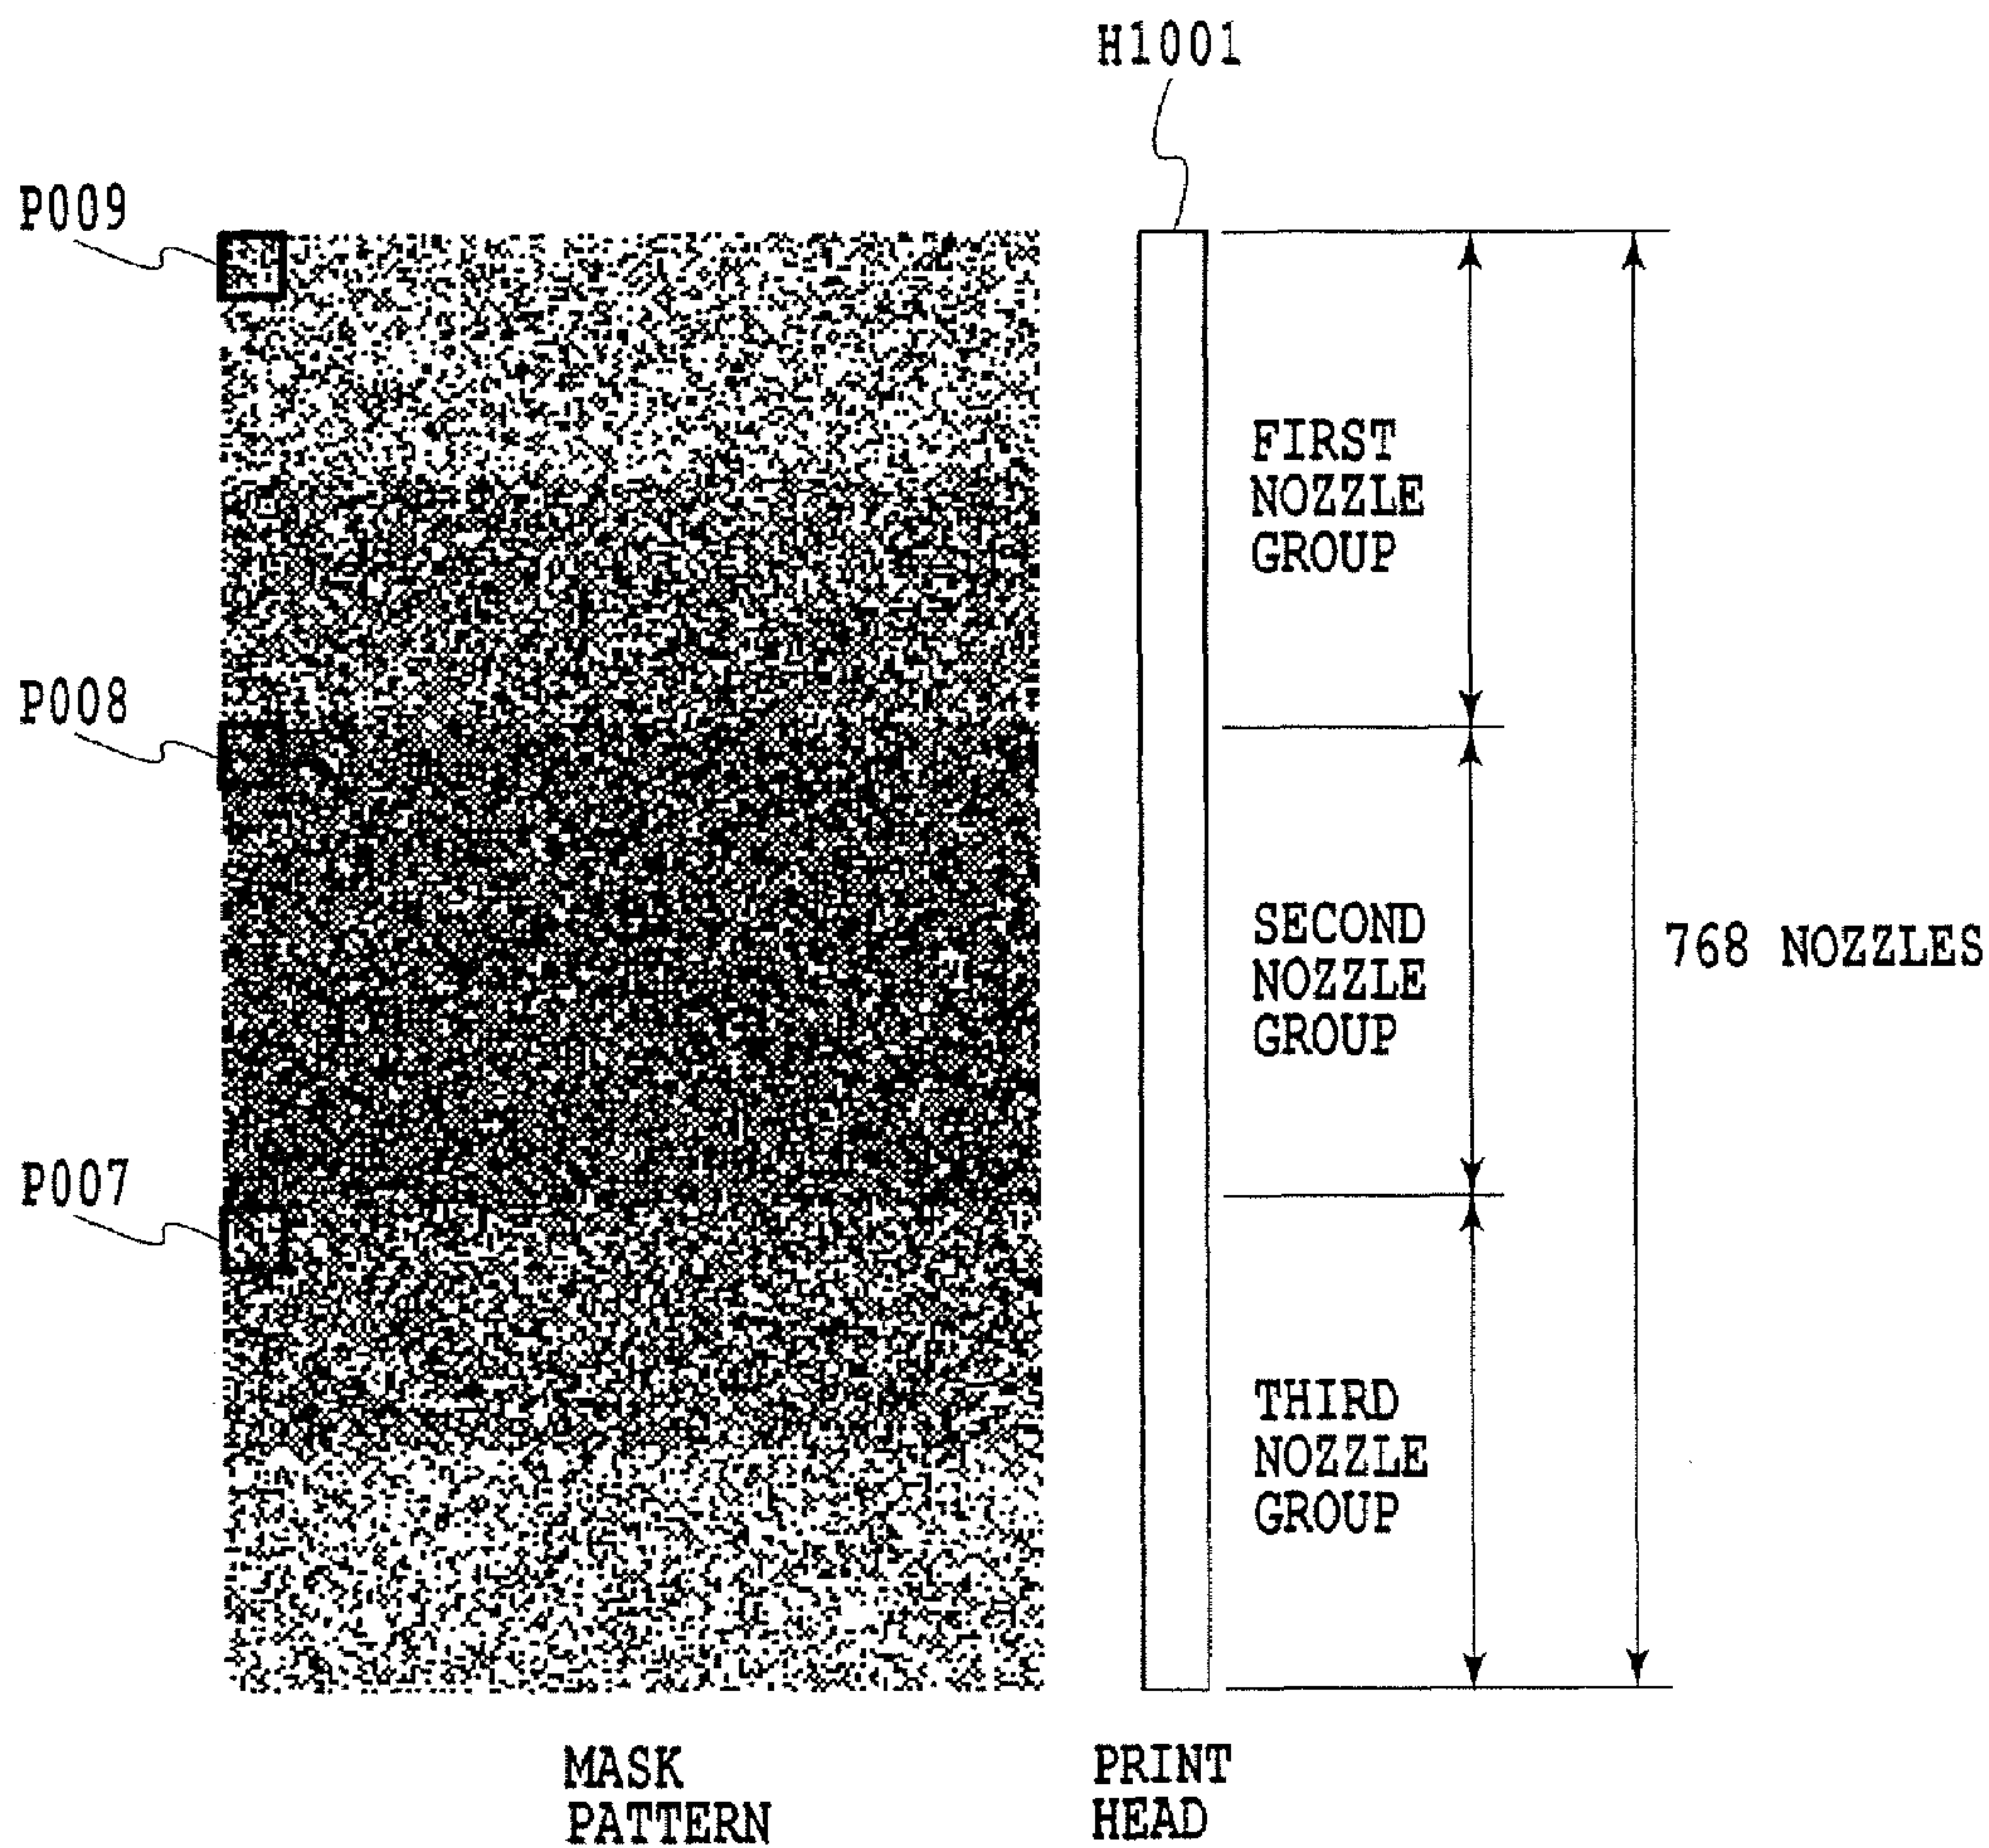 H1001
P009
FIRST
NOZZLE
GROUP
P008
SECOND
NOZZLE
GROUP
768 NOZZLES
P007
THIRD
NOZZLE
GROUP
MASK
PATTERN
PRINT
HEAD